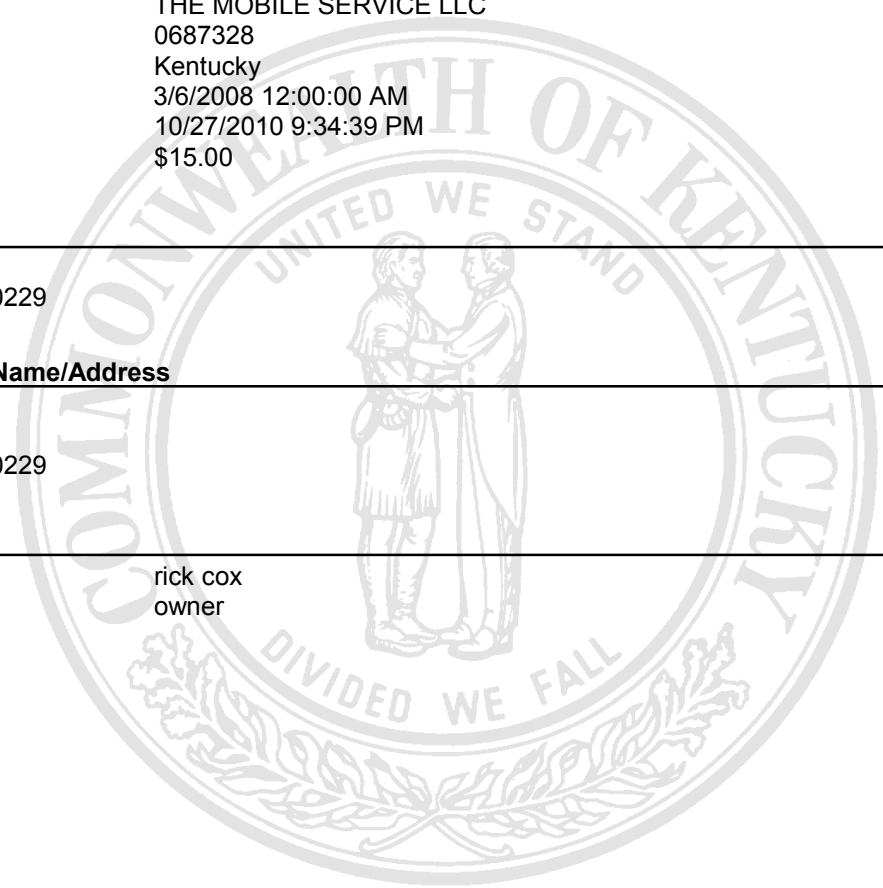 THE MOBILE SERVICE LLC
0687328
Kentucky
3/6/2008 12:00:00 AM
10/27/2010 9:34:39 PM
$15.00
0229
Name/Address
0229
rick cox
owner
COMMONWEALTH OF KENTUCKY
UNITED WE STAND
DIVIDED WE FALL